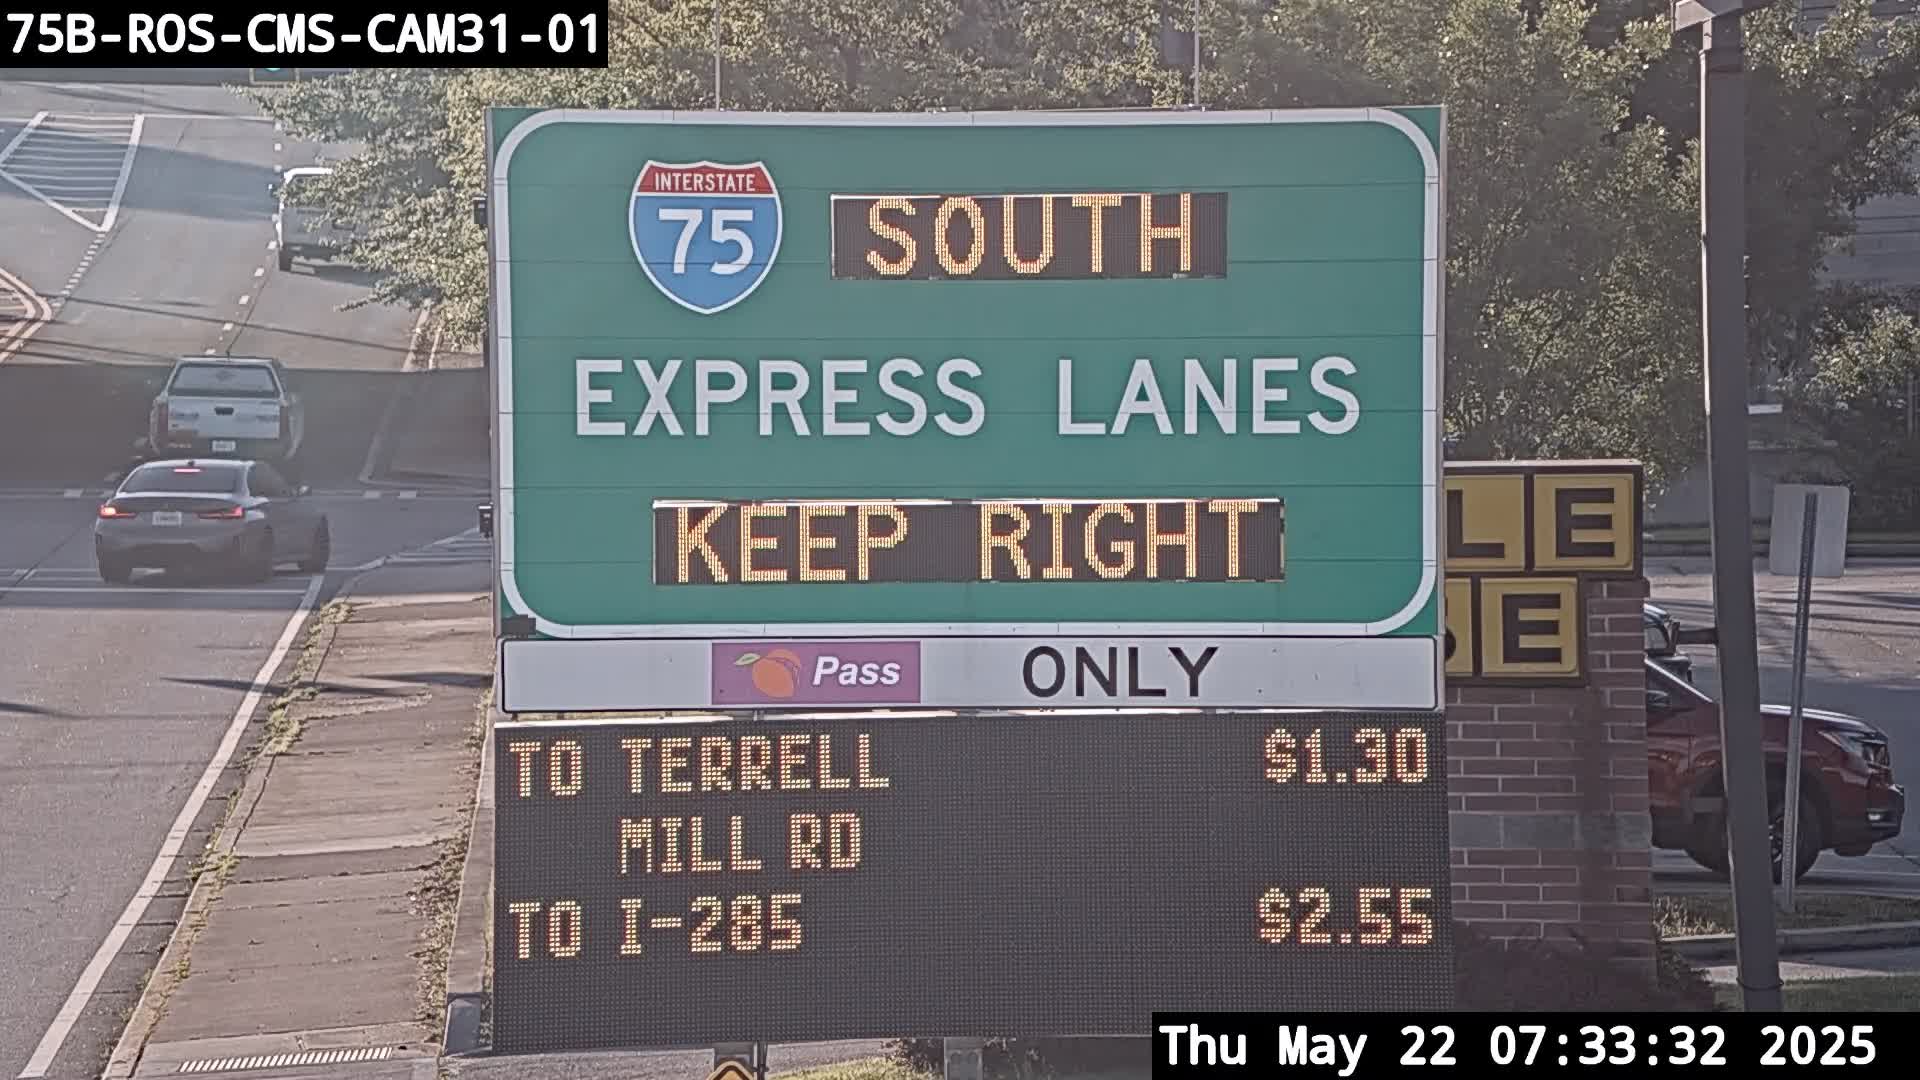 75B-ROS-CMS-CAM31-01
INTERSTATE
75
SOUTH
EXPRESS LANES
KEEP RIGHT
LE
E
Pass ONLY
TO TERRELL $1.30
MILL RD
TO I-285 $2.55
Thu May 22 07:33:32 2025